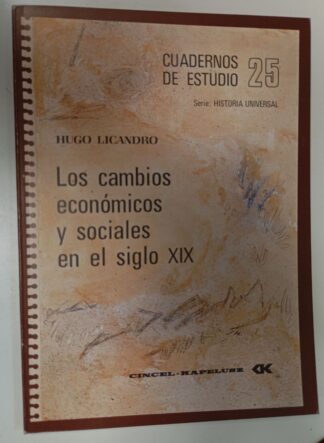 CUADERNOS
DE ESTUDIO 25
Serie: HISTORIA UNIVERSAL
HUGO LICANDRO
Los cambios
económicos
y sociales
en el siglo XIX
CINCEL-KAPELUSZ CK